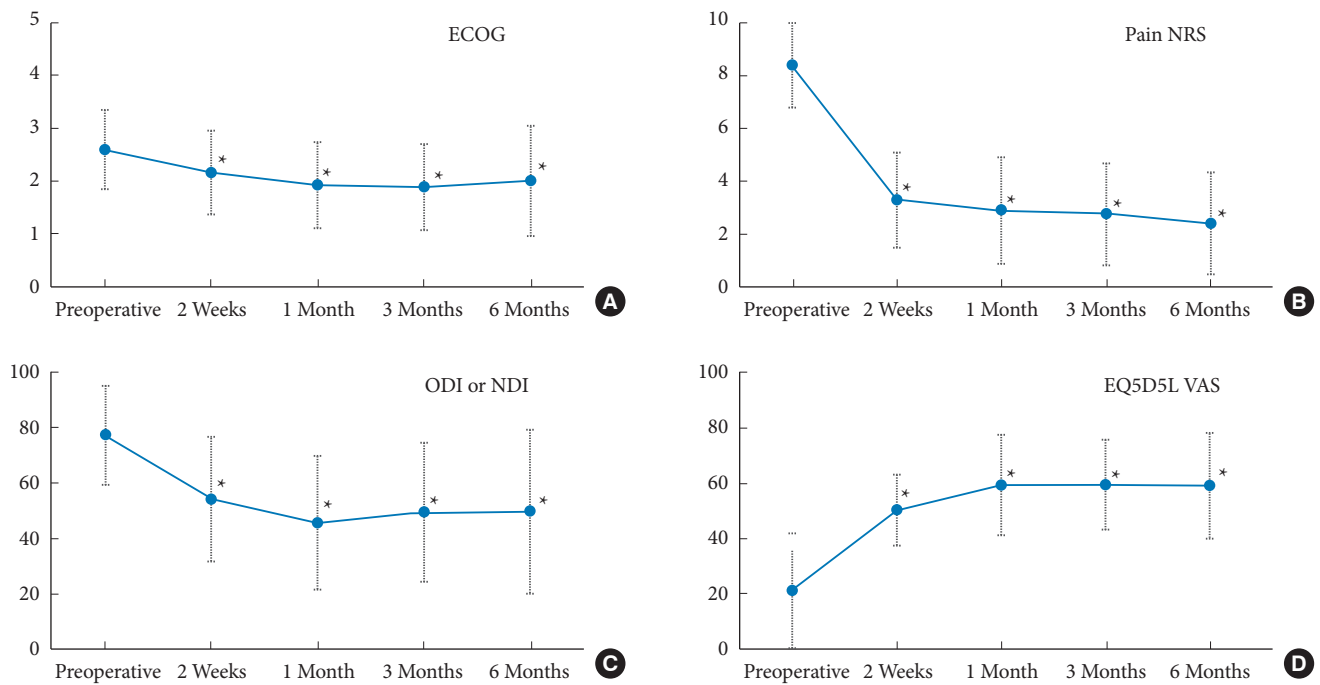 ECOG
5
4
3
2
1
0
Preoperative 2 Weeks 1 Month 3 Months 6 Months
A
Pain NRS
10
8
6
4
2
0
Preoperative 2 Weeks 1 Month 3 Months 6 Months
B
ODI or NDI
100
80
60
40
20
0
Preoperative 2 Weeks 1 Month 3 Months 6 Months
C
EQ5D5L VAS
100
80
60
40
20
0
Preoperative 2 Weeks 1 Month 3 Months 6 Months
D